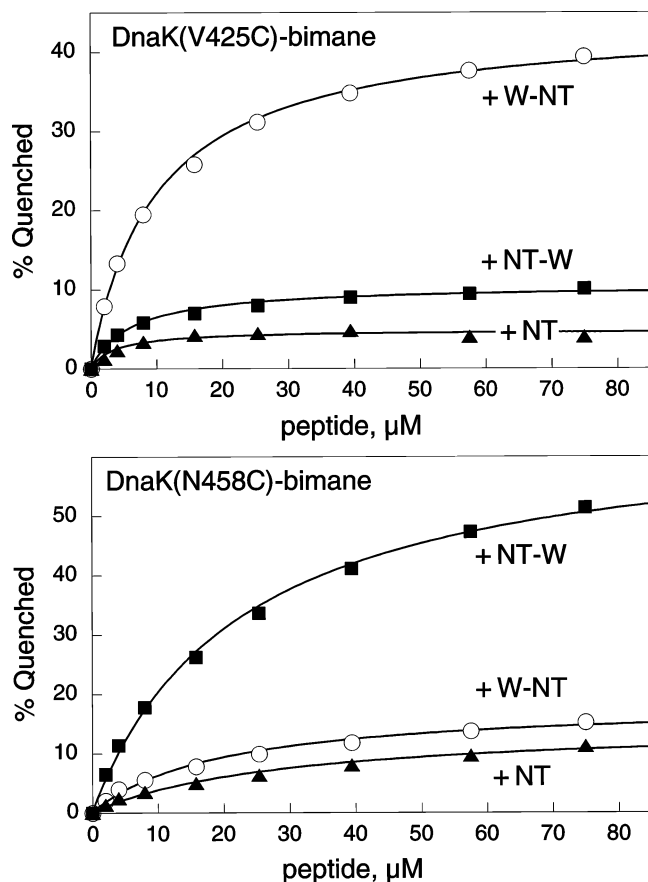 DnaK(V425C)-bimane
40
+ W-NT
30
% Quenched
20
+ NT-W
10
+ NT
0
0 10 20 30 40 50 60 70 80
peptide, µM
DnaK(N458C)-bimane
50
+ NT-W
40
% Quenched
30
20
+ W-NT
10
+ NT
0
0 10 20 30 40 50 60 70 80
peptide, µM